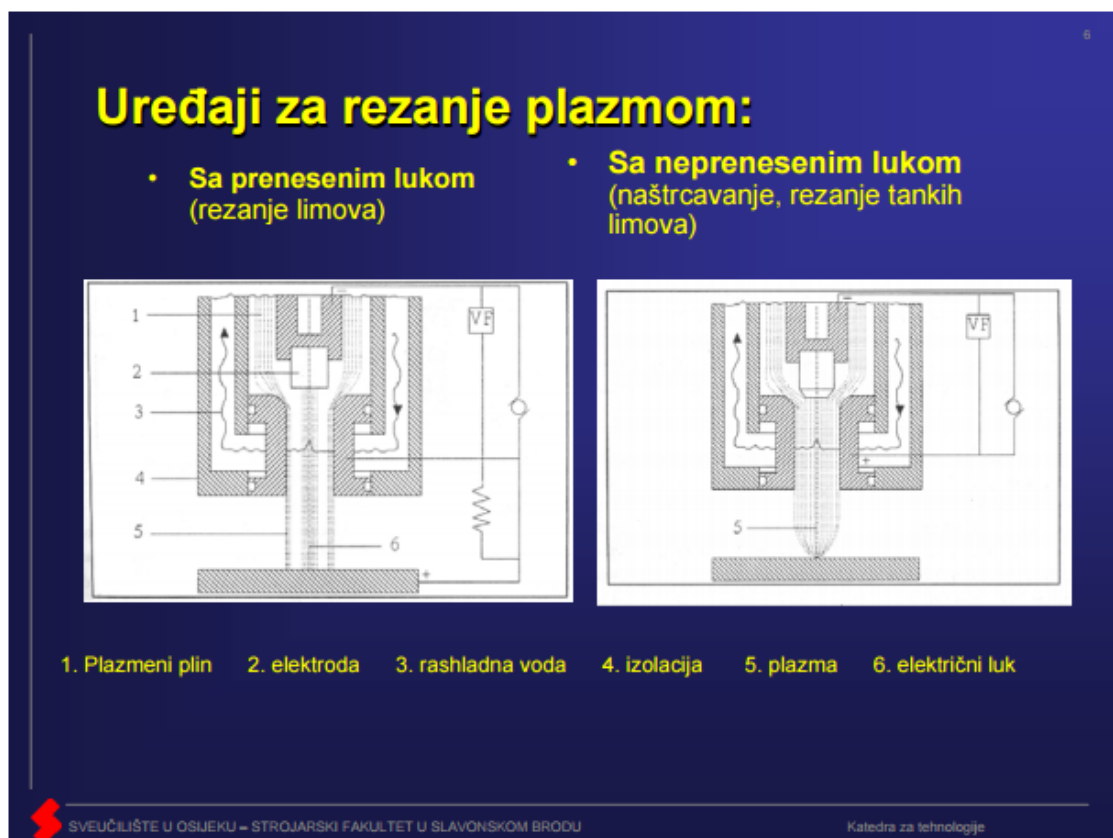 6
Uređaji za rezanje plazmom:
• Sa prenesenim lukom
(rezanje limova)
• Sa neprenesenim lukom
(naštrcavanje, rezanje tankih
limova)
1
2
3
4
5
6
VF
+
−
5
VF
+
−
1. Plazmeni plin 2. elektroda 3. rashladna voda 4. izolacija 5. plazma 6. električni luk
SVEUČILIŠTE U OSIJEKU – STROJARSKI FAKULTET U SLAVONSKOM BRODU
Katedra za tehnologije